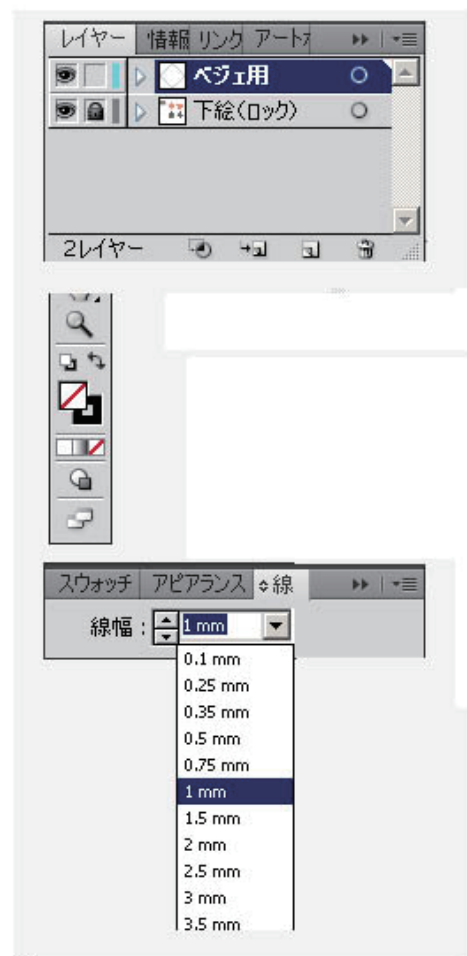 レイヤー 情報 リンク アート
ベジェ用
下絵(ロック)
2レイヤー
スウォッチ アピアランス 線
線幅 : 1 mm
0.1 mm
0.25 mm
0.35 mm
0.5 mm
0.75 mm
1 mm
1.5 mm
2 mm
2.5 mm
3 mm
3.5 mm